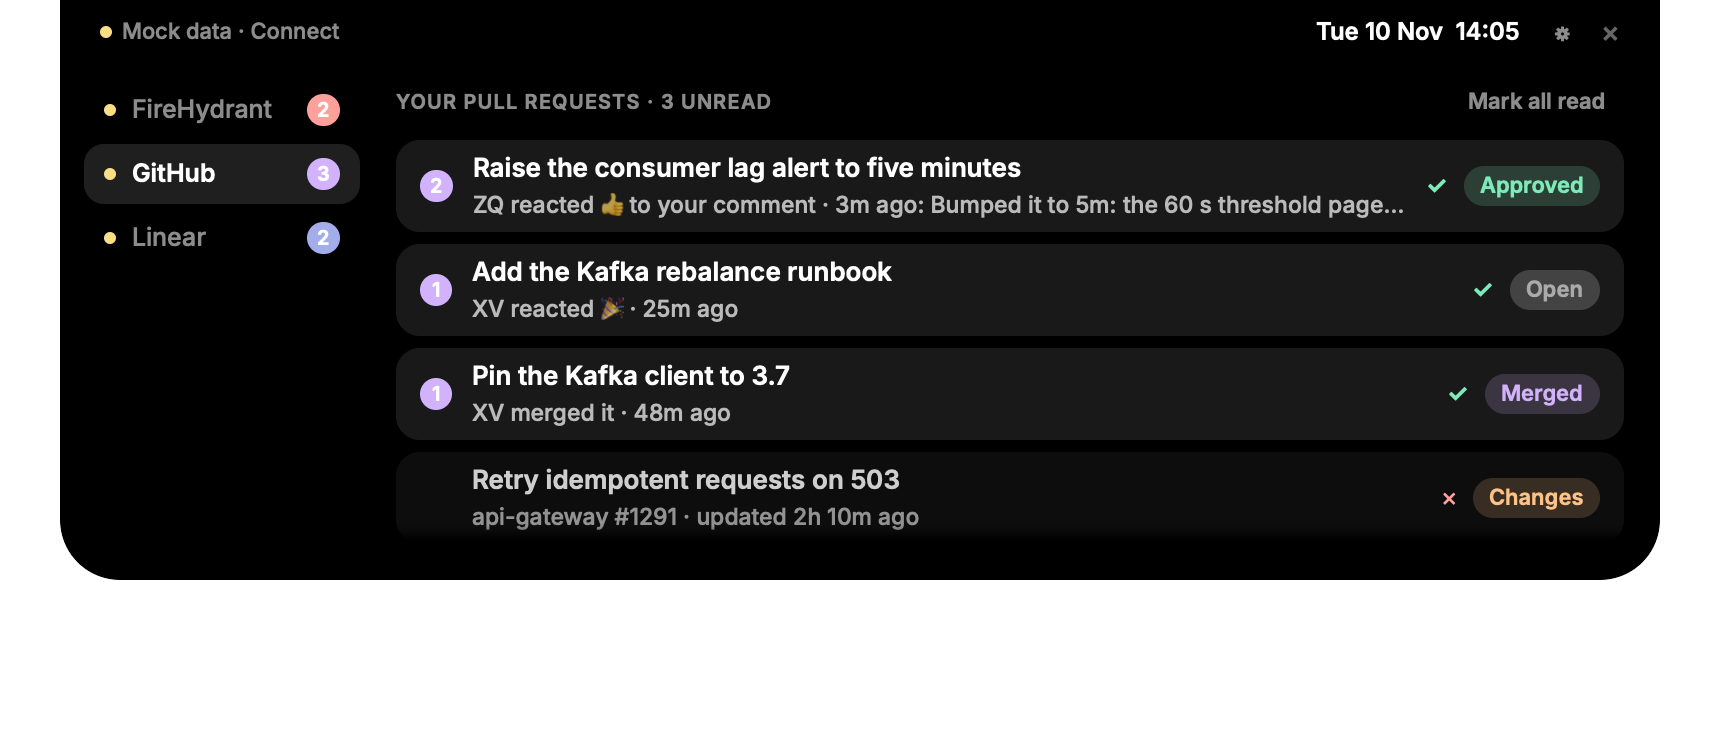 Mock data · Connect
Tue 10 Nov 14:05
FireHydrant 2
GitHub 3
Linear 2
YOUR PULL REQUESTS · 3 UNREAD
Mark all read
2
Raise the consumer lag alert to five minutes
ZQ reacted 👍 to your comment · 3m ago: Bumped it to 5m: the 60 s threshold page...
Approved
1
Add the Kafka rebalance runbook
XV reacted 🎉 · 25m ago
Open
1
Pin the Kafka client to 3.7
XV merged it · 48m ago
Merged
Retry idempotent requests on 503
api-gateway #1291 · updated 2h 10m ago
Changes